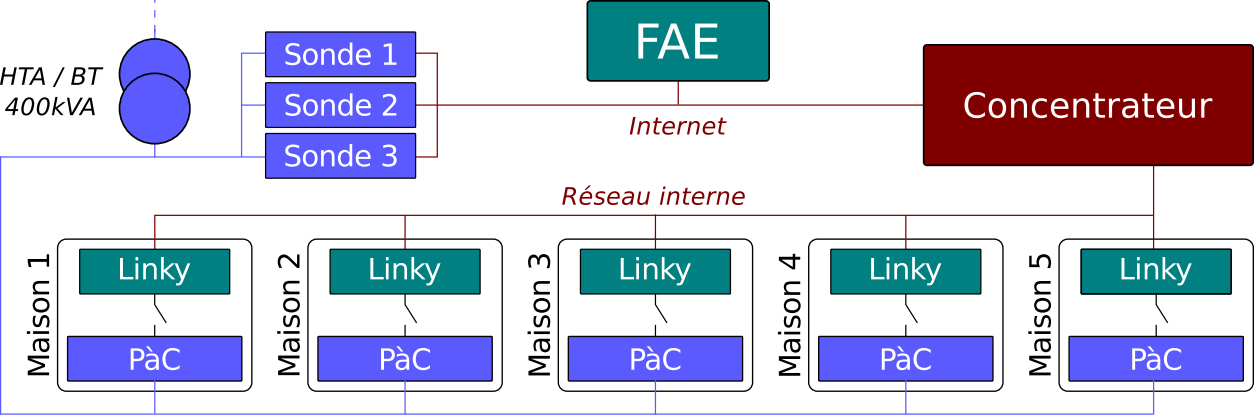 HTA / BT
400kVA
Sonde 1
Sonde 2
Sonde 3
FAE
Internet
Concentrateur
Réseau interne
Maison 1
Linky
PàC
Maison 2
Linky
PàC
Maison 3
Linky
PàC
Maison 4
Linky
PàC
Maison 5
Linky
PàC